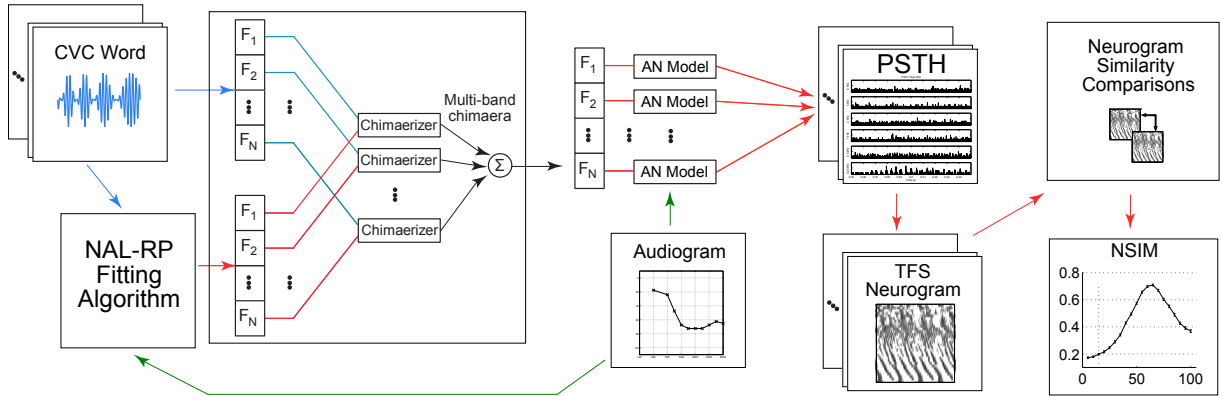 CVC Word
NAL-RP
Fitting
Algorithm
F1
F2
FN
F1
F2
FN
Chimaerizer
Chimaerizer
Chimaerizer
Multi-band
chimaera
Σ
F1
F2
FN
AN Model
AN Model
AN Model
Audiogram
PSTH
TFS
Neurogram
Neurogram
Similarity
Comparisons
NSIM
0.8
0.6
0.4
0.2
0 50 100